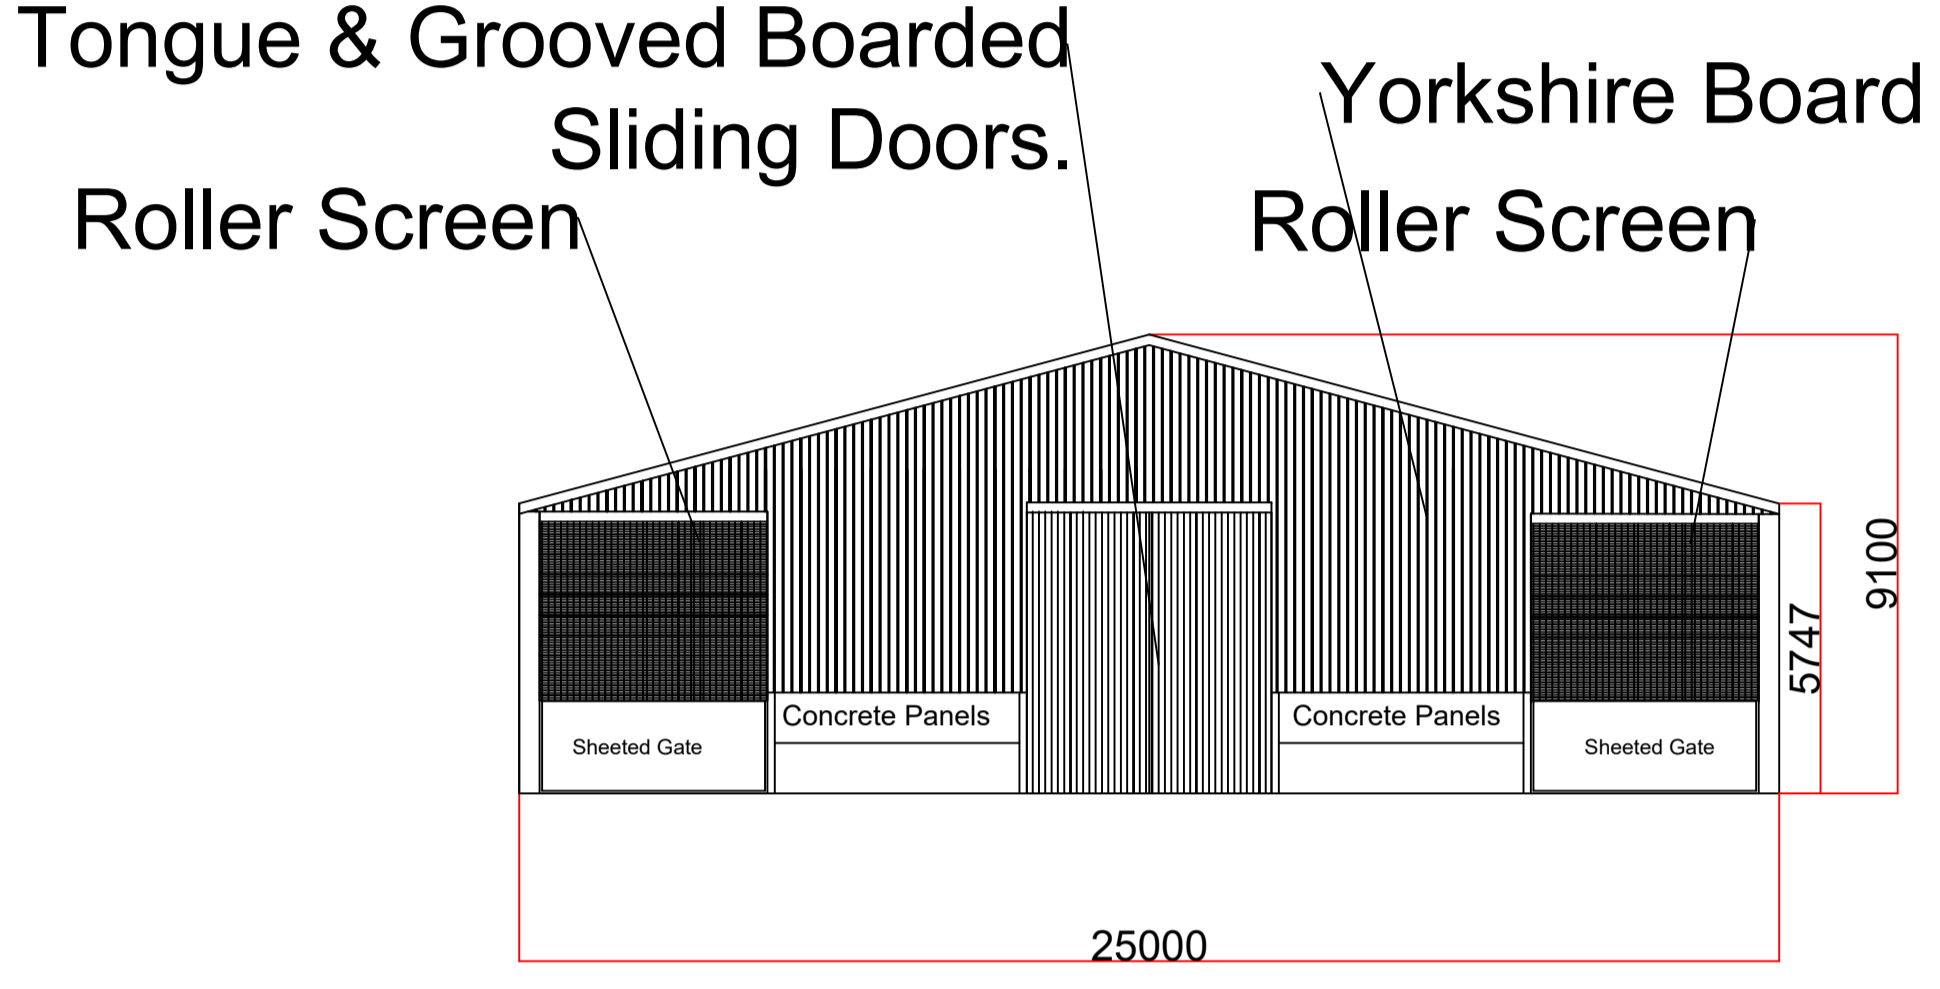 Tongue & Grooved Boarded
Sliding Doors.
Yorkshire Board
Roller Screen
Roller Screen
9100
5747
Concrete Panels
Concrete Panels
Sheeted Gate
Sheeted Gate
25000